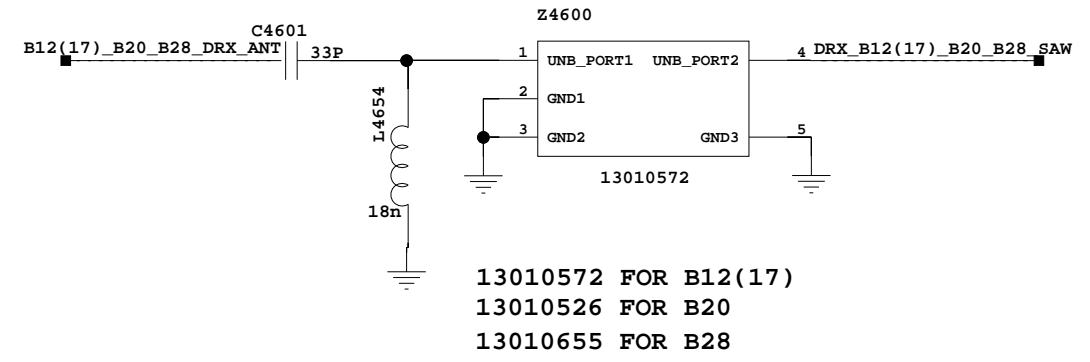 Z4600
C4601
B12(17)_B20_B28_DRX_ANT
33P
1
UNB_PORT1
UNB_PORT2
4
DRX_B12(17)_B20_B28_SAW
2
GND1
L4654
3
GND2
GND3
5
13010572
18n
13010572 FOR B12(17)
13010526 FOR B20
13010655 FOR B28